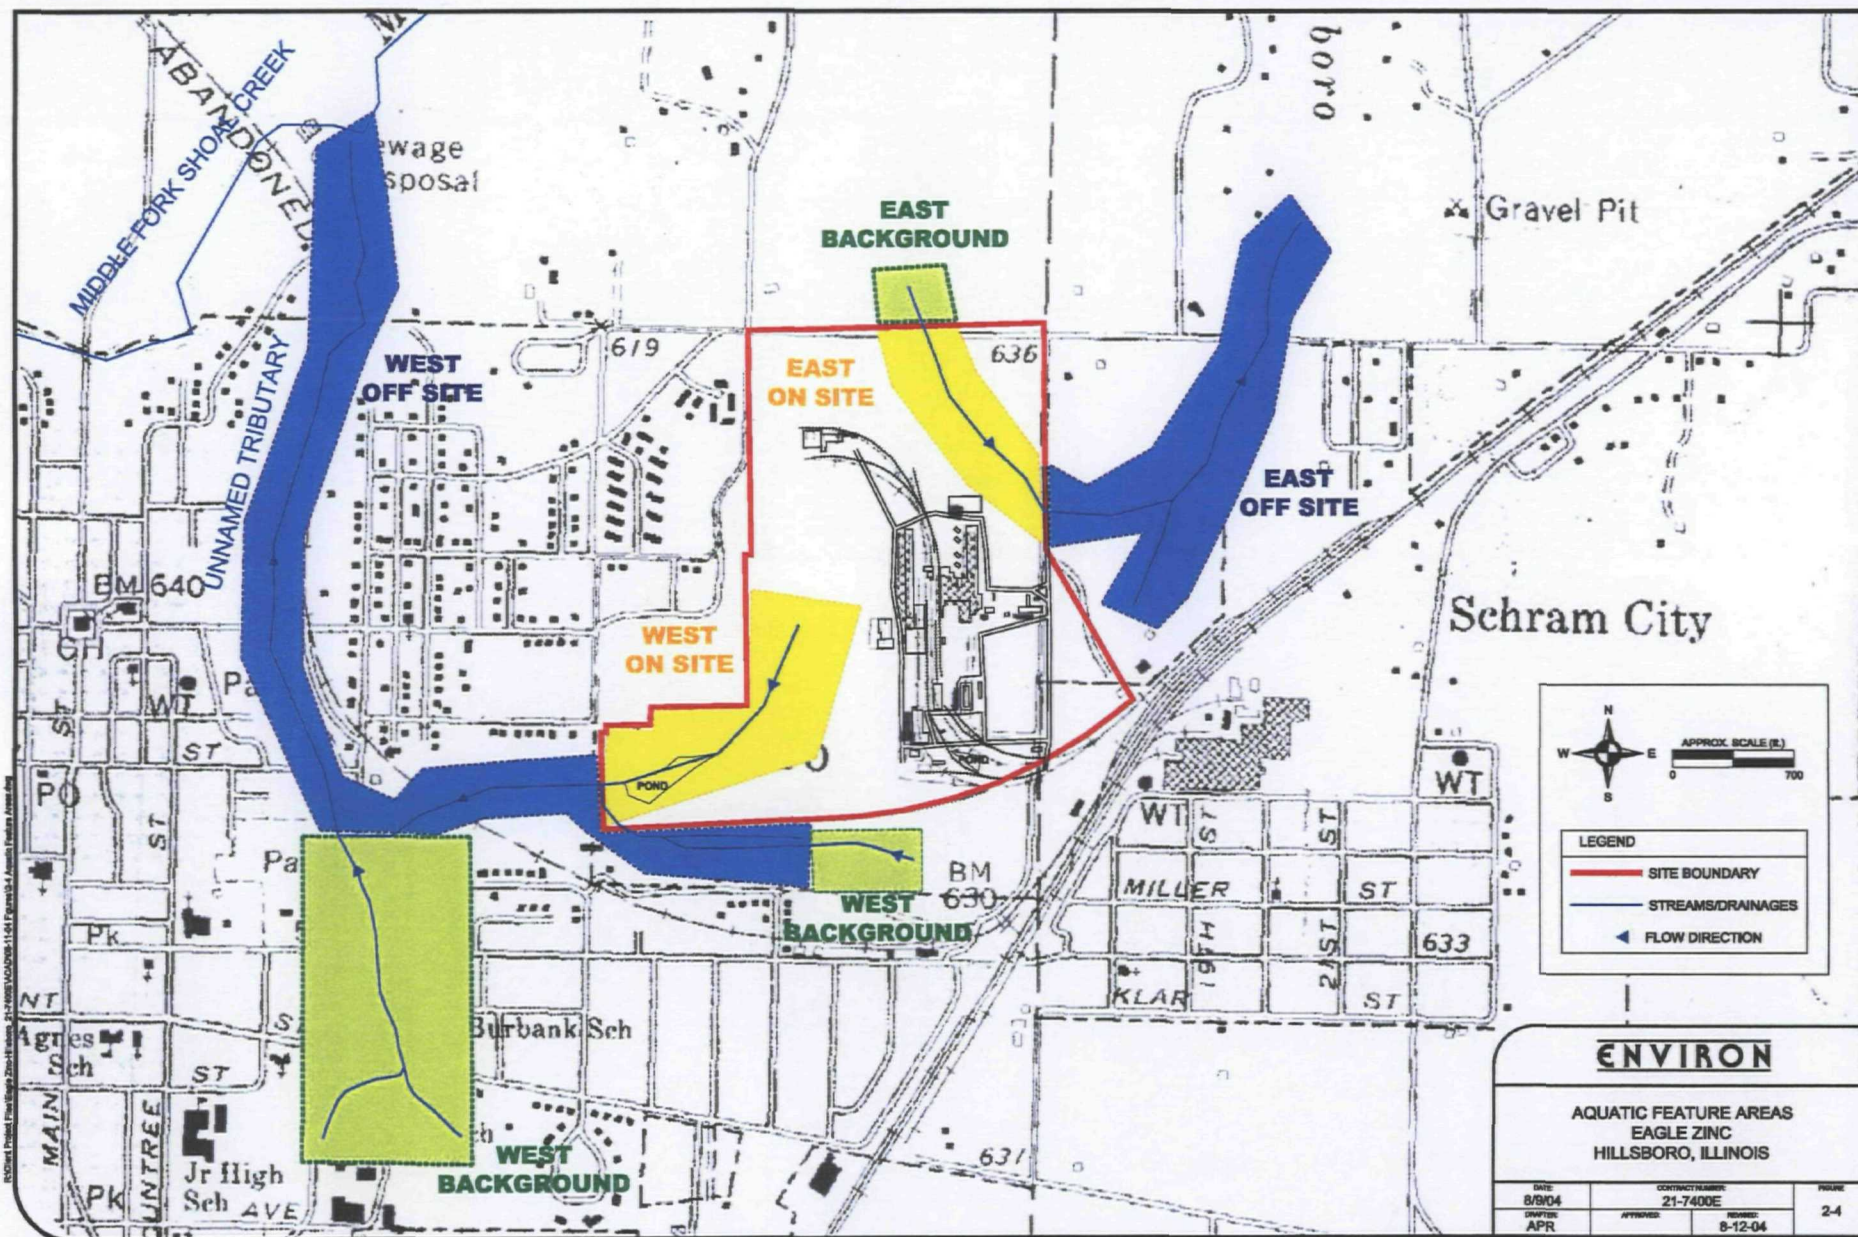 ABANDONED
MIDDLE FORK SHOAL CREEK
ewage
sposal
boro
Gravel Pit
EAST
BACKGROUND
619
636
WEST
OFF SITE
EAST
ON SITE
UNNAMED TRIBUTARY
EAST
OFF SITE
BM 640
CH
Schram City
WEST
ON SITE
Pa
WT
ST
ST
POND
POND
PO
ST
WT
WT
N
W
E
S
APPROX. SCALE (ft.)
0
700
LEGEND
SITE BOUNDARY
STREAMS/DRAINAGES
FLOW DIRECTION
Pa
BM
630
WEST
BACKGROUND
MILLER
ST
19TH
ST
21ST
ST
633
KLAR
ST
Pk
NT
Agnes
Sch
ST
Burbank Sch
MAIN
UNTREE
Jr High
Sch
AVE
Pk
WEST
BACKGROUND
631
ENVIRON
AQUATIC FEATURE AREAS
EAGLE ZINC
HILLSBORO, ILLINOIS
DATE:
8/9/04
CONTRACT NUMBER:
21-7400E
FIGURE
2-4
DRAFTER:
APR
APPROVED:
REVISED:
8-12-04